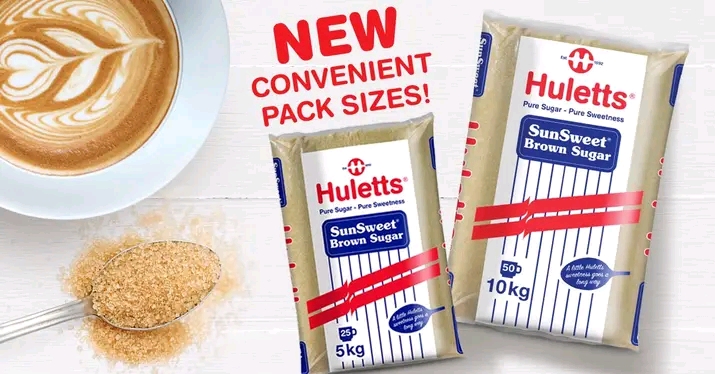 NEW
CONVENIENT
PACK SIZES!
Huletts®
Pure Sugar - Pure Sweetness
SunSweet®
Brown Sugar
A little Huletts
sweetness goes a
long way
25
5kg
SunSweet
Huletts®
Pure Sugar - Pure Sweetness
SunSweet®
Brown Sugar
50
A little Huletts
sweetness goes a
long way
10kg